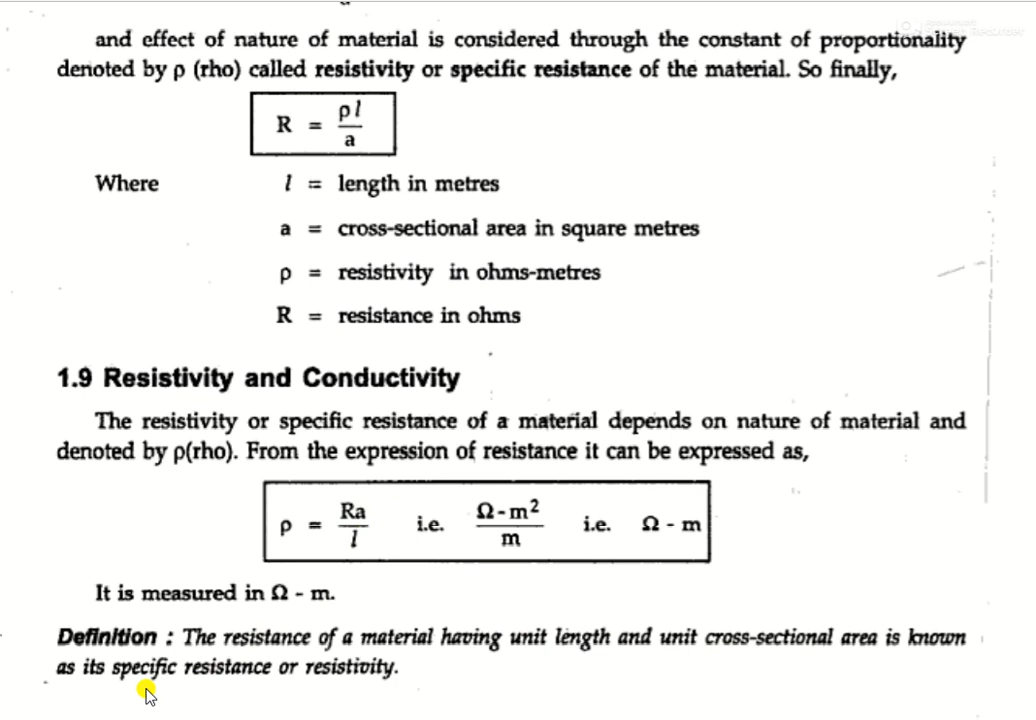 and effect of nature of material is considered through the constant of proportionality
denoted by ρ (rho) called resistivity or specific resistance of the material. So finally,
R = ρl / a
Where l = length in metres
a = cross-sectional area in square metres
ρ = resistivity in ohms-metres
R = resistance in ohms
1.9 Resistivity and Conductivity
The resistivity or specific resistance of a material depends on nature of material and
denoted by ρ(rho). From the expression of resistance it can be expressed as,
ρ = Ra / l i.e. Ω-m² / m i.e. Ω - m
It is measured in Ω - m.
Definition : The resistance of a material having unit length and unit cross-sectional area is known
as its specific resistance or resistivity.